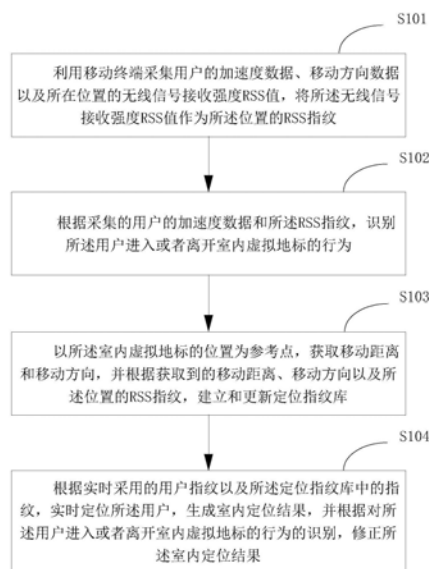 S101
利用移动终端采集用户的加速度数据、移动方向数据
以及所在位置的无线信号接收强度RSS值，将所述无线信号
接收强度RSS值作为所述位置的RSS指纹
S102
根据采集的用户的加速度数据和所述RSS指纹，识别
所述用户进入或者离开室内虚拟地标的行为
S103
以所述室内虚拟地标的位置为参考点，获取移动距离
和移动方向，并根据获取到的移动距离、移动方向以及所
述位置的RSS指纹，建立和更新定位指纹库
S104
根据实时采用的用户指纹以及所述定位指纹库中的指
纹，实时定位所述用户，生成室内定位结果，并根据对所
述用户进入或者离开室内虚拟地标的行为的识别，修正所
述室内定位结果